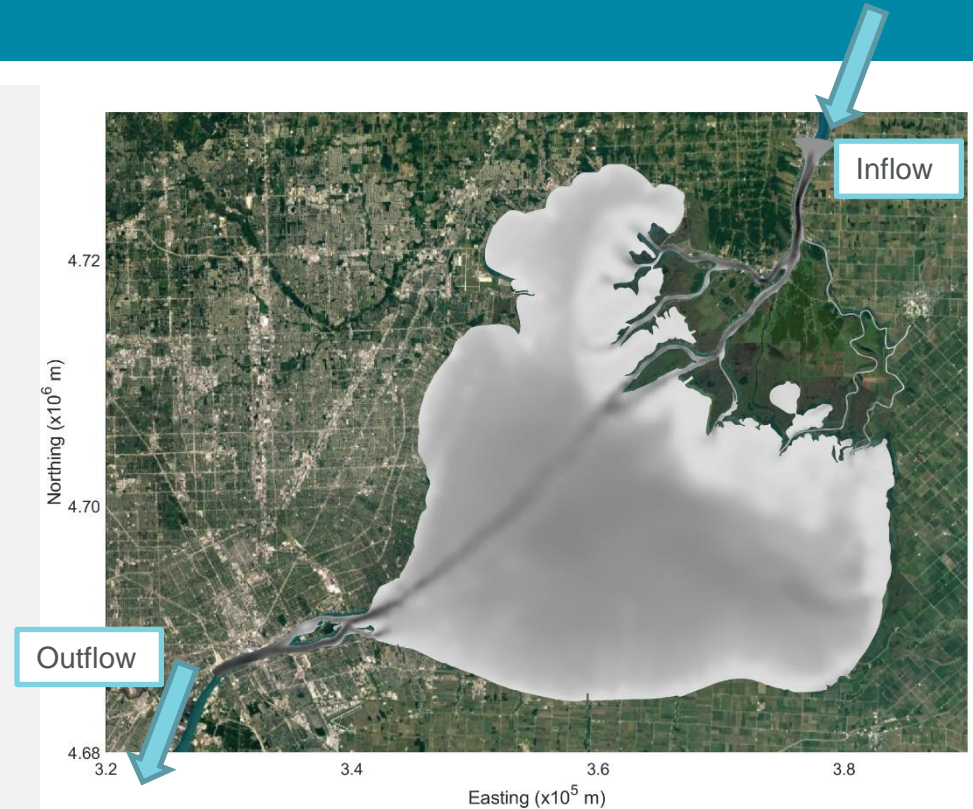 Inflow
4.72
Northing (x10⁶ m)
4.70
Outflow
4.68
3.2
3.4
3.6
3.8
Easting (x10⁵ m)